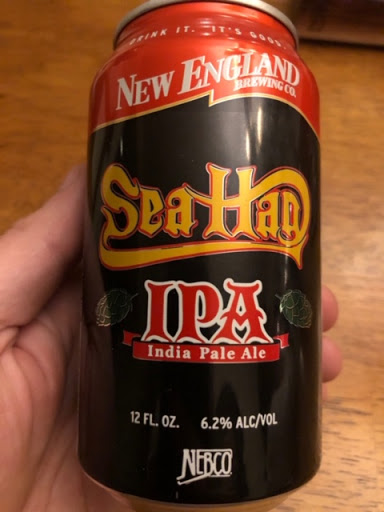 DRINK IT. IT'S GOOD.
NEW ENGLAND
BREWING CO.
Sea Hag
IPA
India Pale Ale
12 FL. OZ. 6.2% ALC/VOL
NEBCO